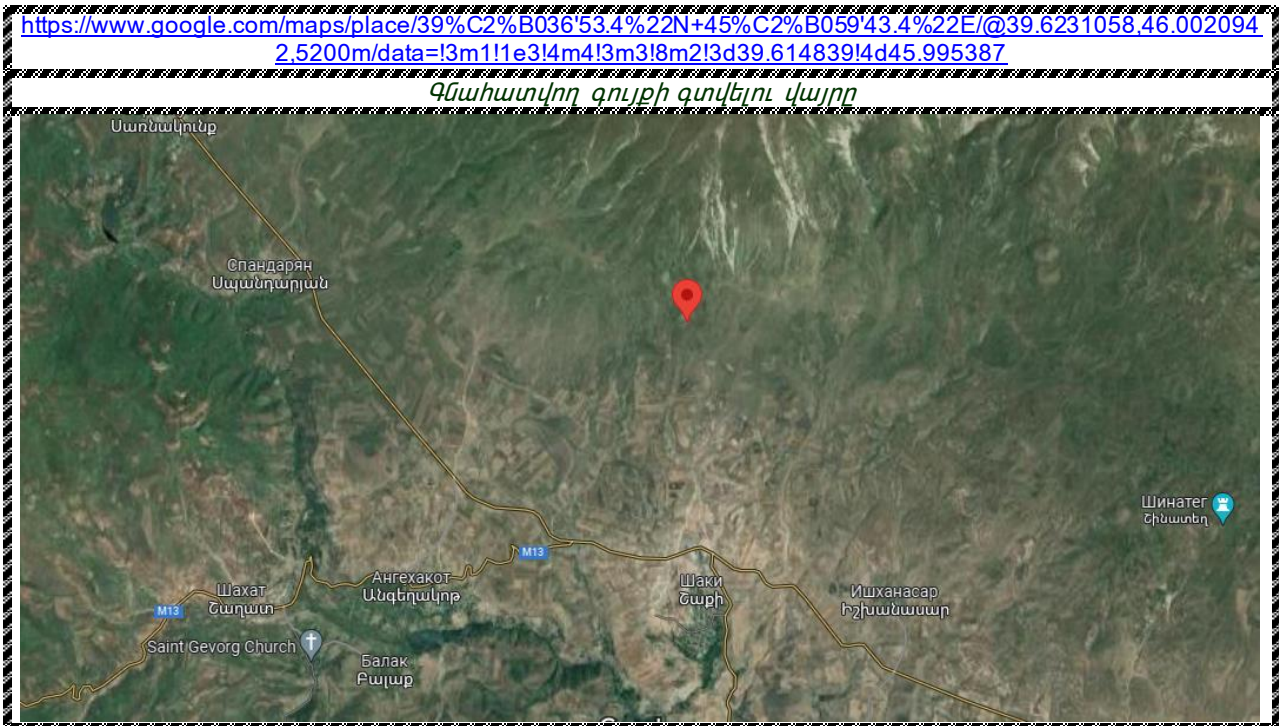 https://www.google.com/maps/place/39%C2%B036'53.4%22N+45%C2%B059'43.4%22E/@39.6231058,46.002094
2,5200m/data=!3m1!1e3!4m4!3m3!8m2!3d39.614839!4d45.995387
Գնահատվող գույքի գտվելու վայրը
Սառնակունք
Спандарян
Սպանդարյան
Шинатег
Շինատեղ
M13
Ангехакот
Անգեղակոթ
Шаки
Շաքի
Шахат
Շաղատ
Ишханасар
Իշխանասար
M13
Saint Gevorg Church
Балак
Բալաք